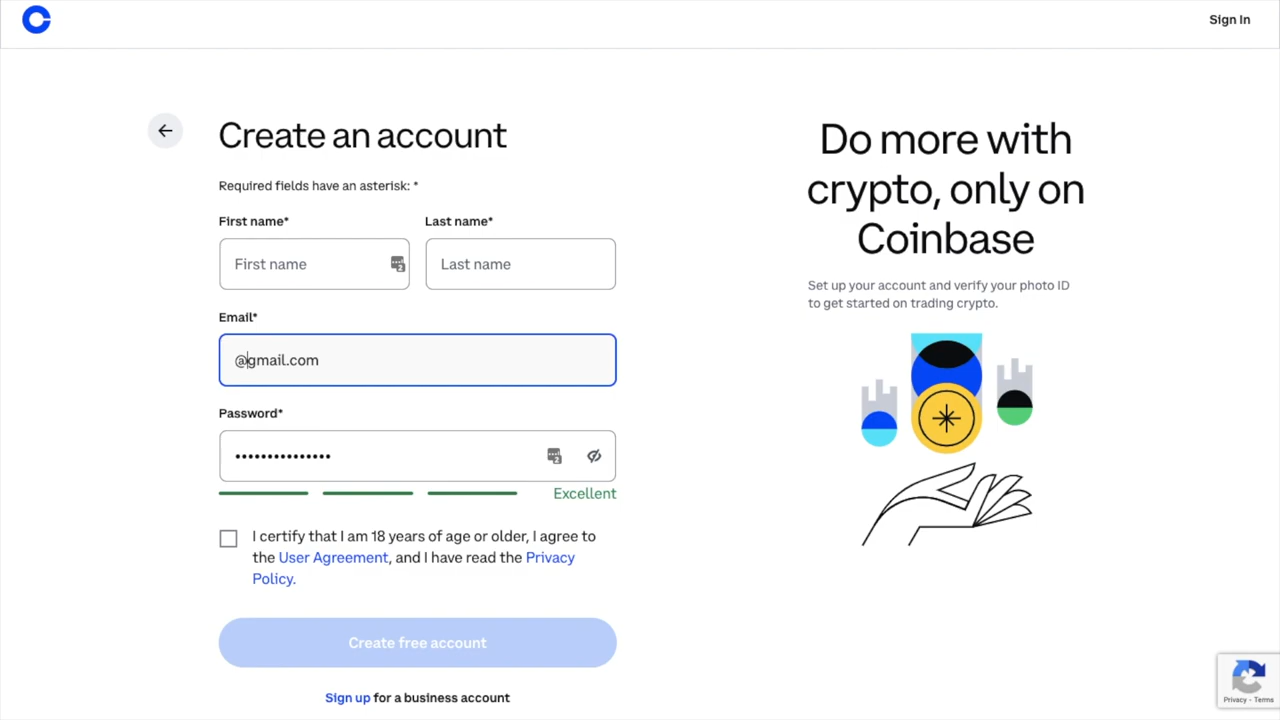 Sign In
Create an account
Required fields have an asterisk: *
First name*
Last name*
First name
Last name
Email*
@gmail.com
Password*
•••••••••••••••
Excellent
I certify that I am 18 years of age or older, I agree to
the User Agreement, and I have read the Privacy
Policy.
Create free account
Sign up for a business account
Do more with
crypto, only on
Coinbase
Set up your account and verify your photo ID
to get started on trading crypto.
Privacy - Terms